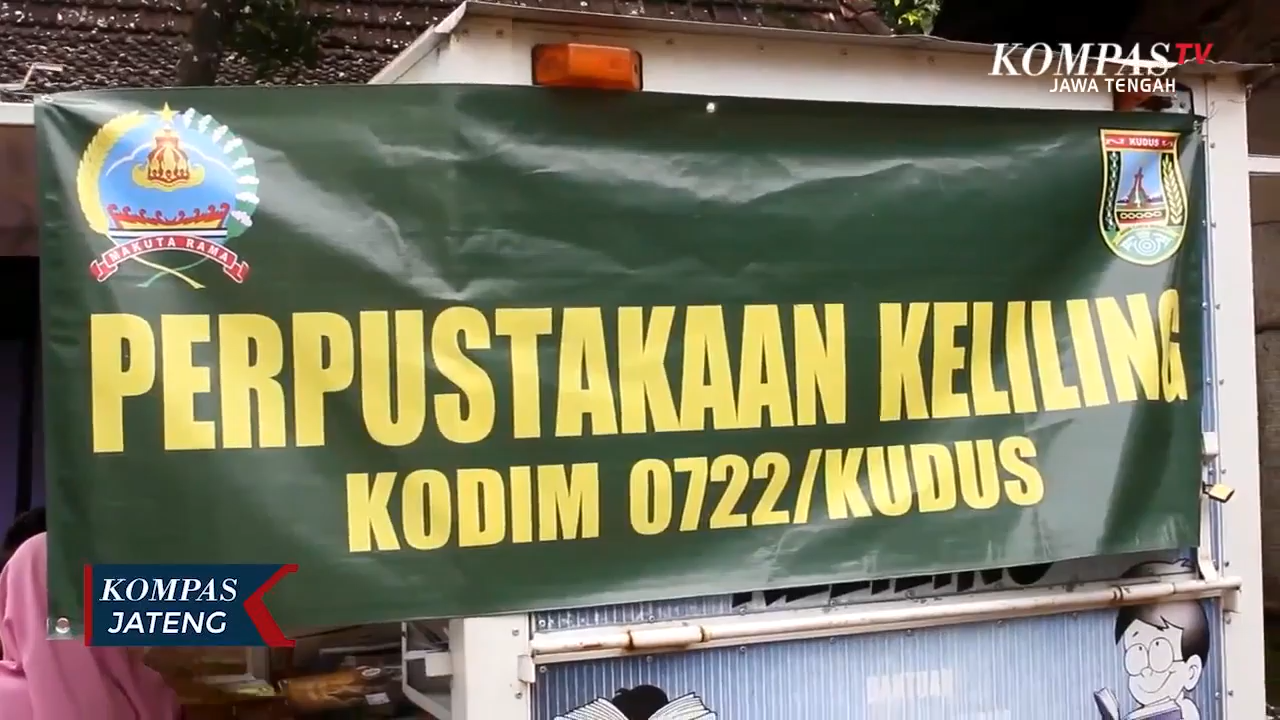 KOMPAS TV
JAWA TENGAH
MAKUTA RAMA
KUDUS
PERPUSTAKAAN KELILING
KODIM 0722/KUDUS
KOMPAS
JATENG